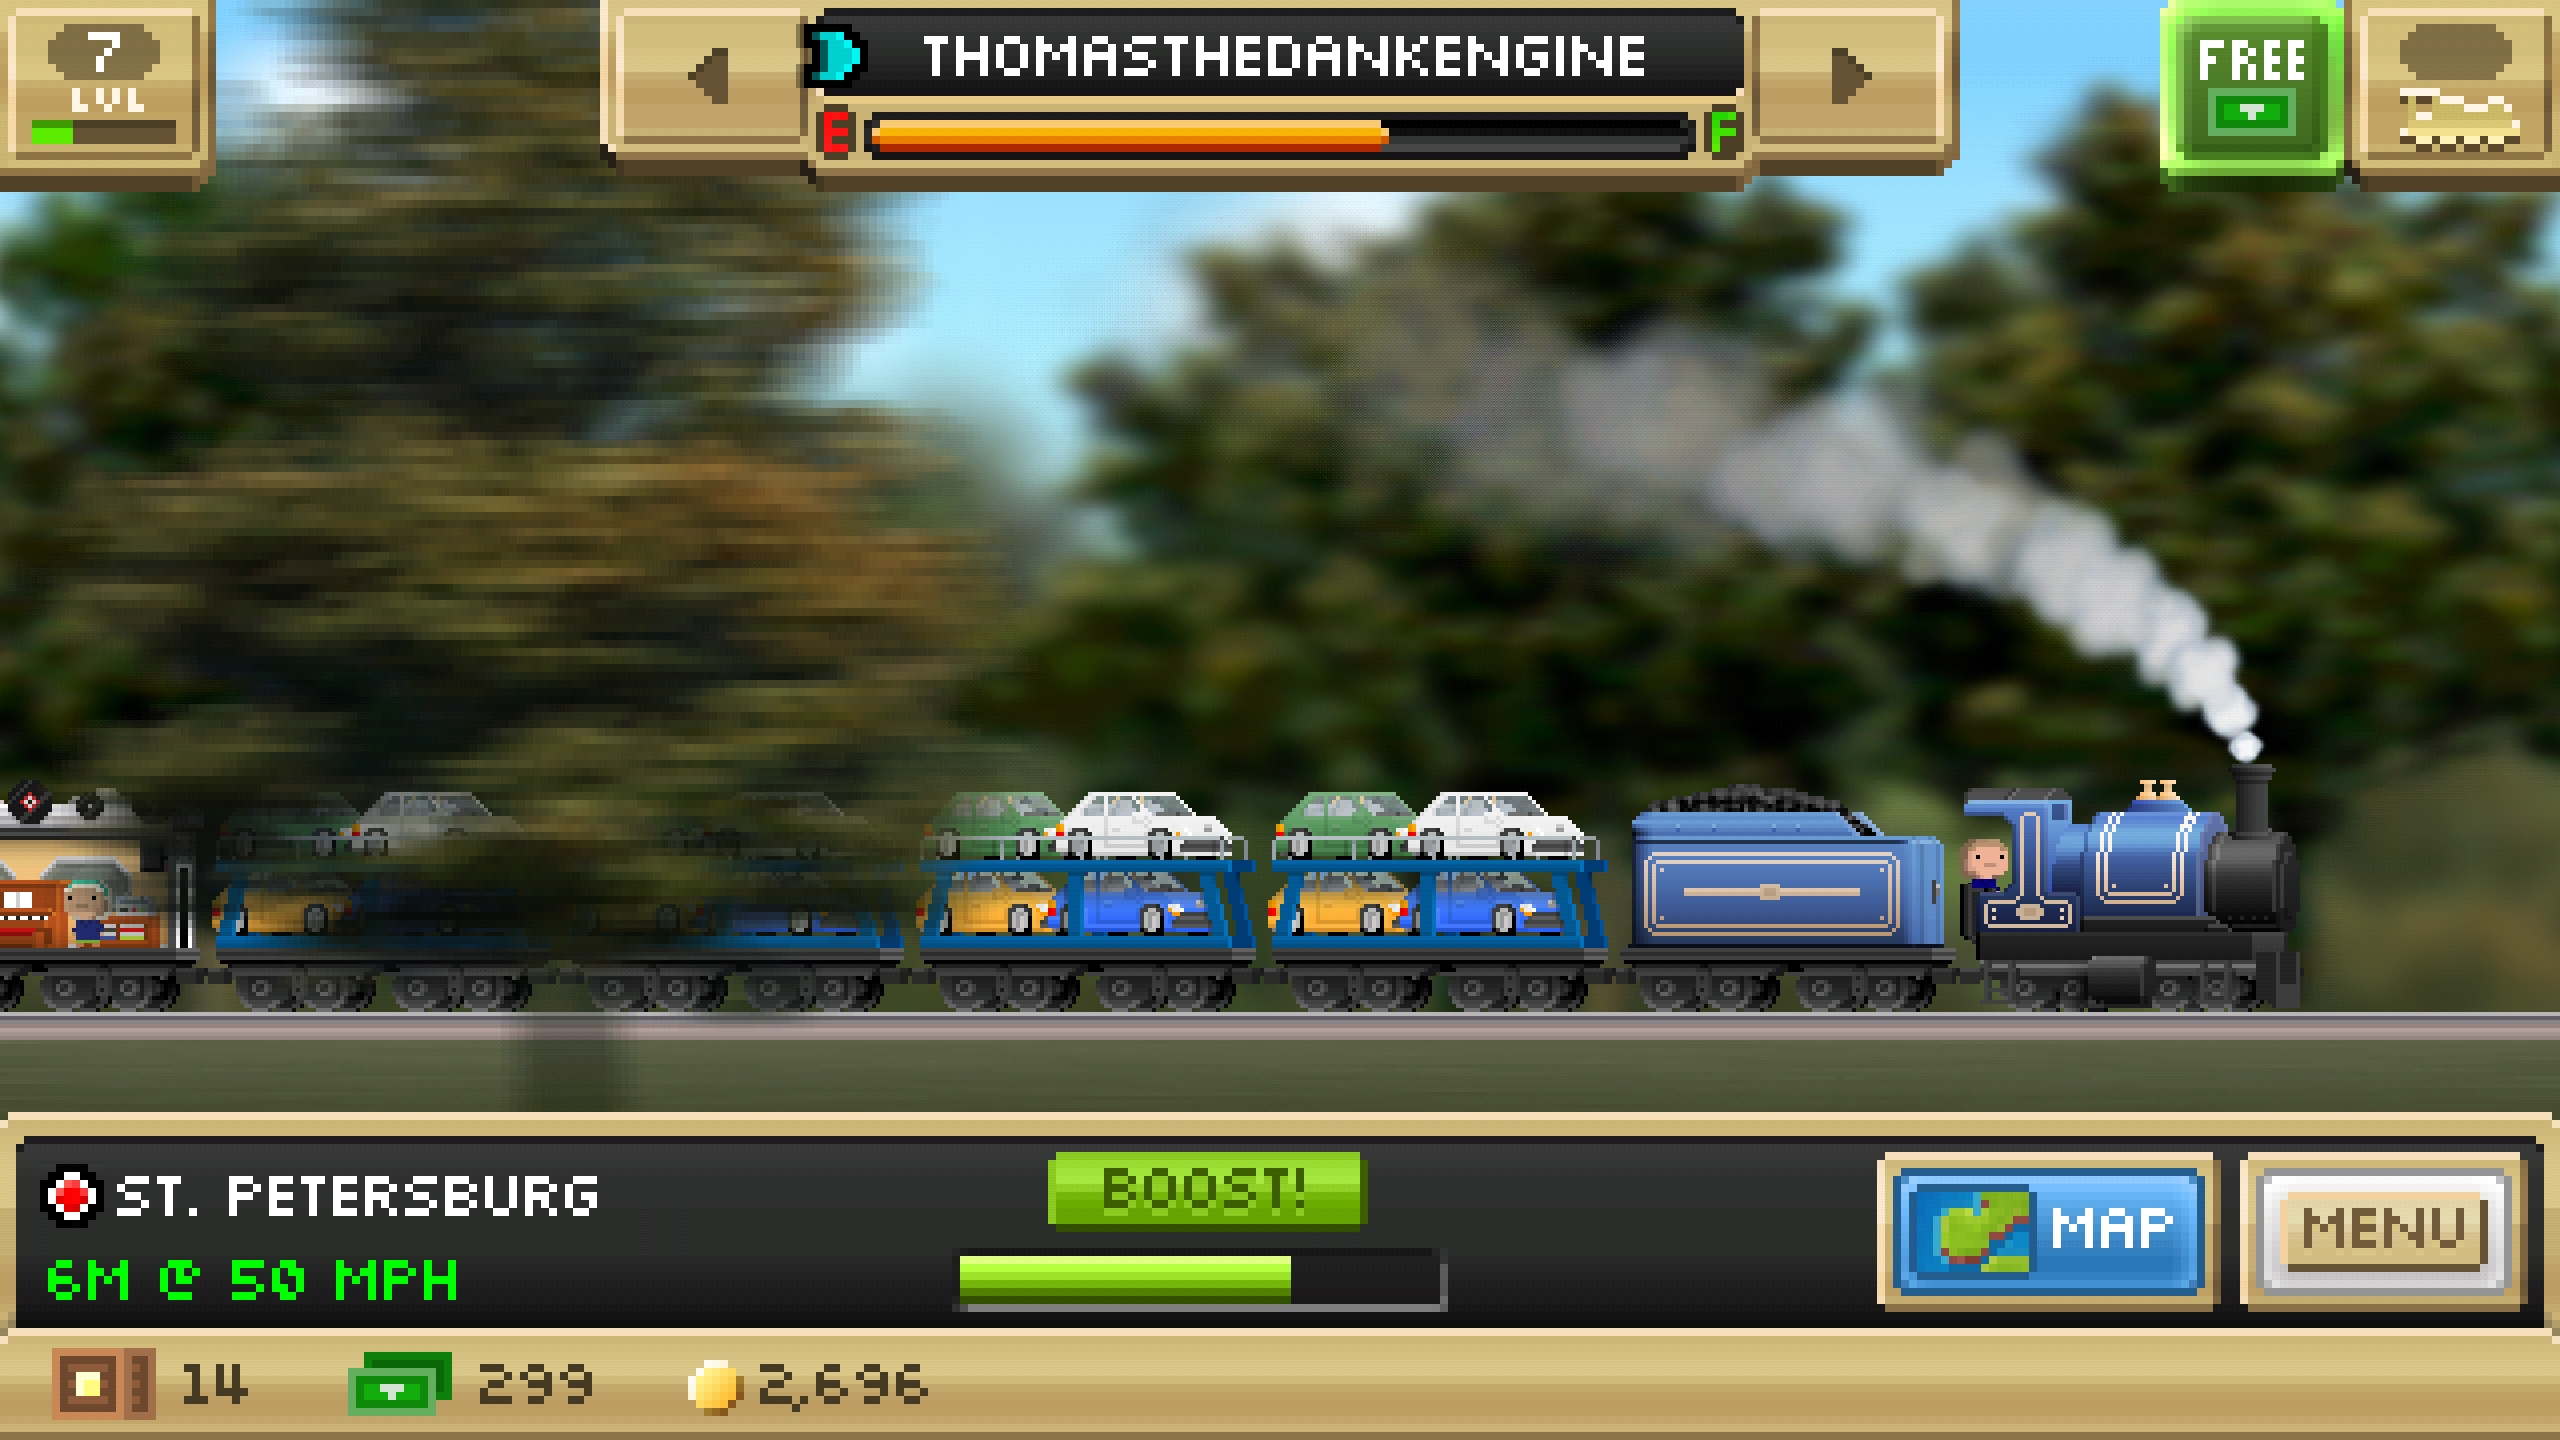 7
LVL
THOMASTHEDANKENGINE
E F
FREE
ST. PETERSBURG
6M @ 50 MPH
BOOST!
MAP
MENU
14 299 2,696